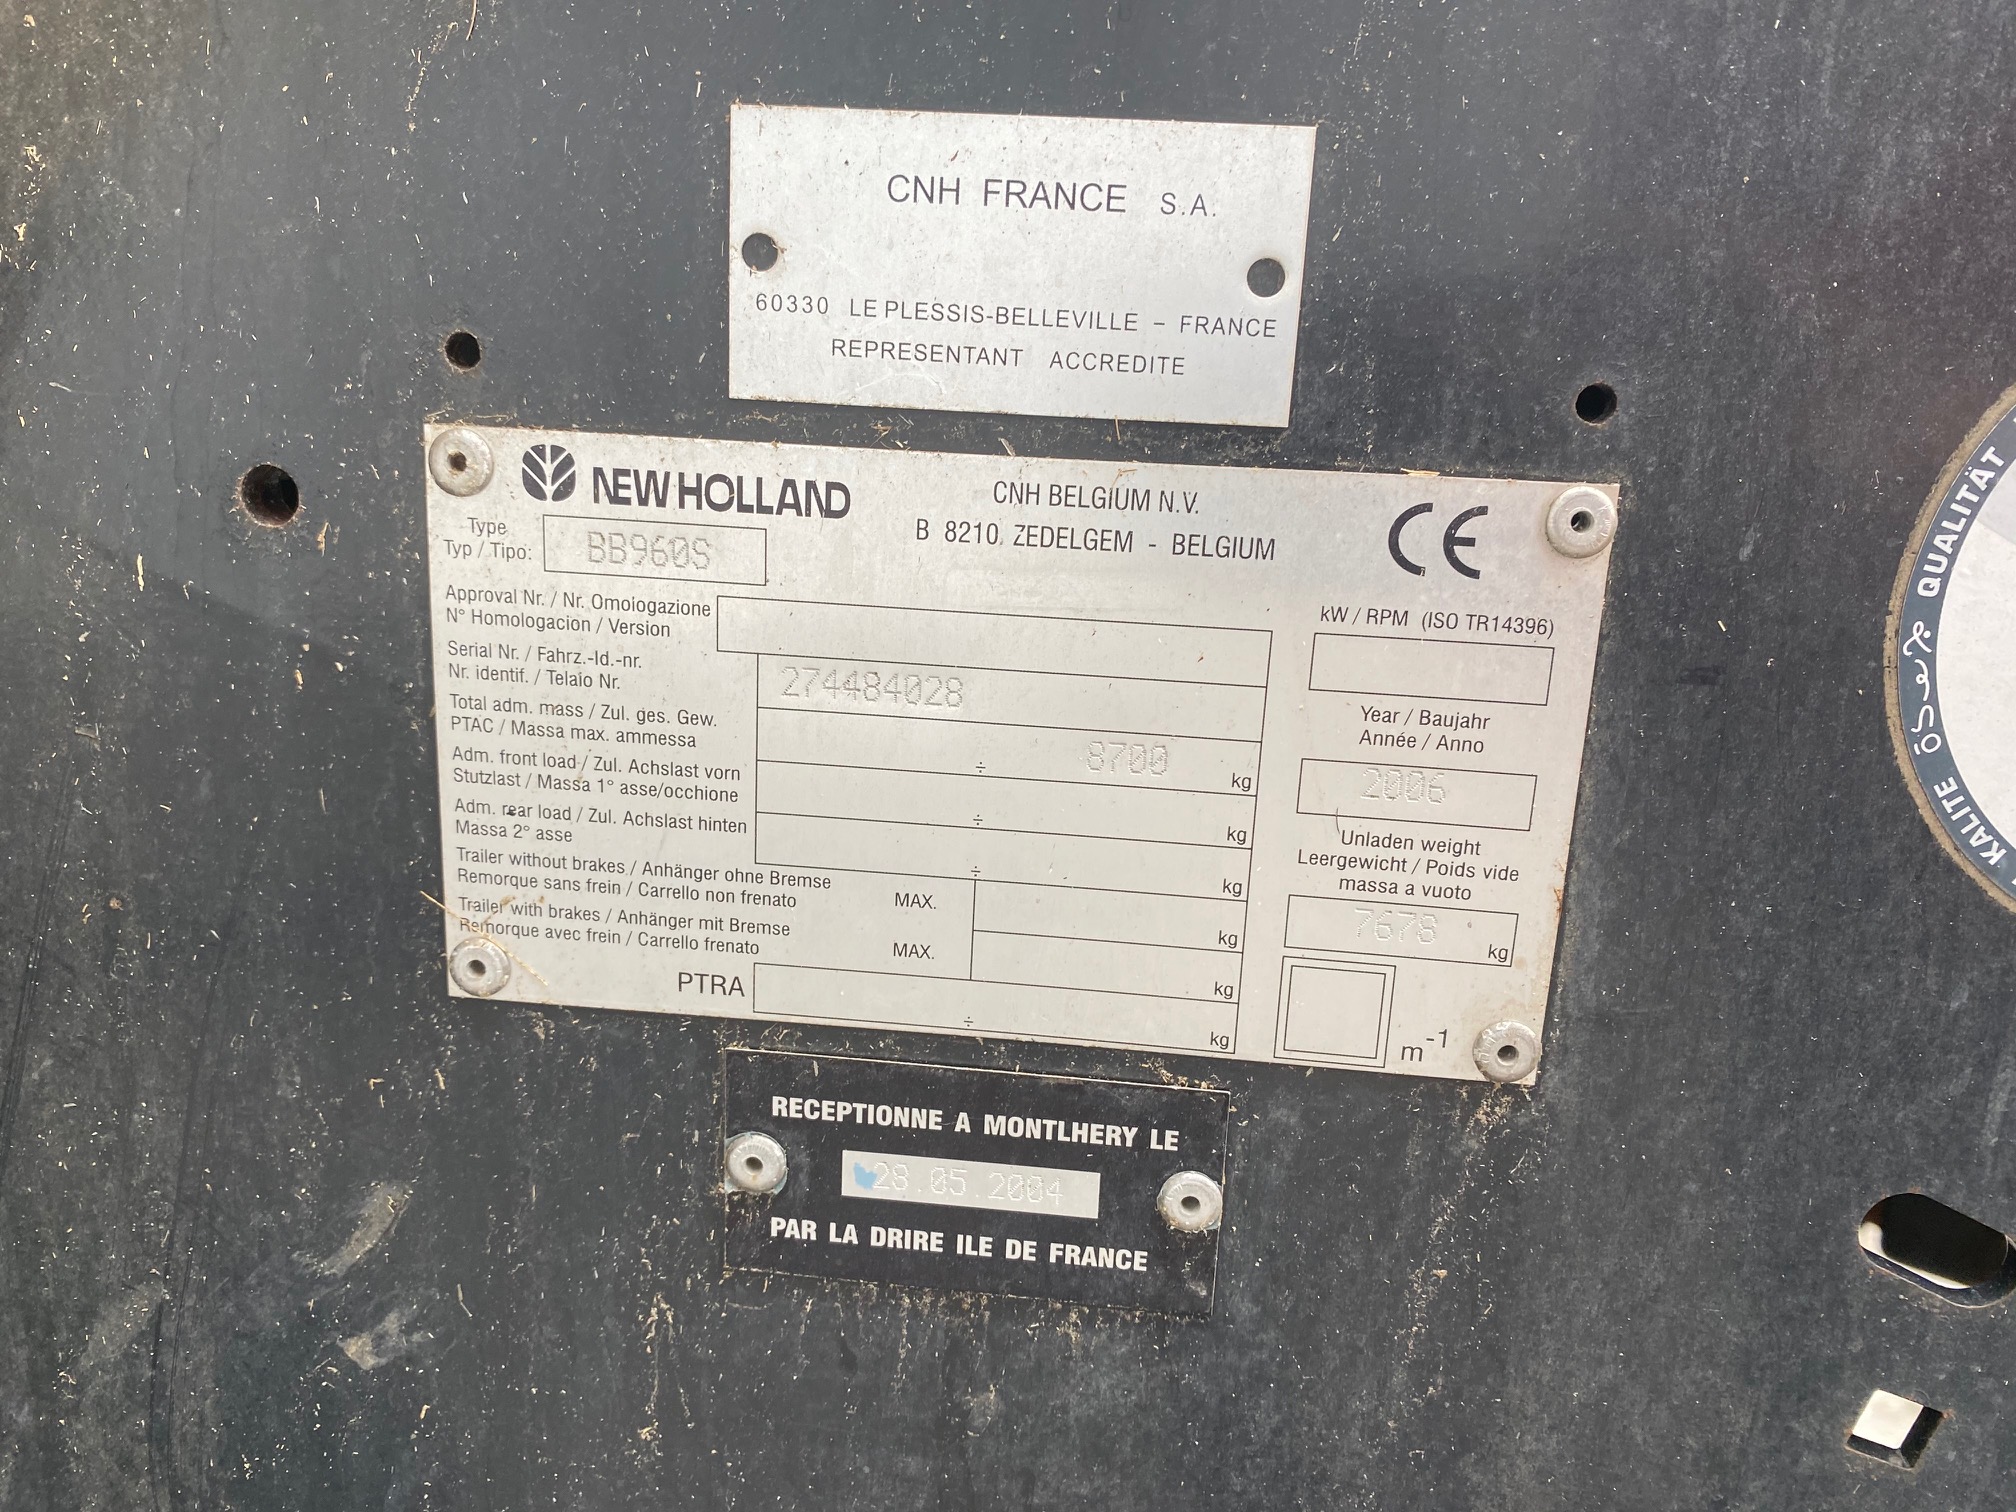 CNH FRANCE S.A.
60330 LE PLESSIS-BELLEVILLE – FRANCE
REPRESENTANT ACCREDITE
NEW HOLLAND
CNH BELGIUM N.V.
B 8210 ZEDELGEM - BELGIUM
CE
Type
Typ / Tipo:
BB960S
Approval Nr. / Nr. Omologazione
N° Homologacion / Version
Serial Nr. / Fahrz.-Id.-nr.
Nr. identif. / Telaio Nr.
274484028
Total adm. mass / Zul. ges. Gew.
PTAC / Massa max. ammessa
÷ 8700 kg
Adm. front load / Zul. Achslast vorn
Stutzlast / Massa 1° asse/occhione
÷ kg
Adm. rear load / Zul. Achslast hinten
Massa 2° asse
÷ kg
Trailer without brakes / Anhänger ohne Bremse
Remorque sans frein / Carrello non frenato
MAX. kg
Trailer with brakes / Anhänger mit Bremse
Remorque avec frein / Carrello frenato
MAX. kg
PTRA ÷ kg
kW / RPM (ISO TR14396)
Year / Baujahr
Année / Anno
2006
Unladen weight
Leergewicht / Poids vide
massa a vuoto
7678 kg
m-1
RECEPTIONNE A MONTLHERY LE
28.05.2004
PAR LA DRIRE ILE DE FRANCE
KALITE
QUALITÄT